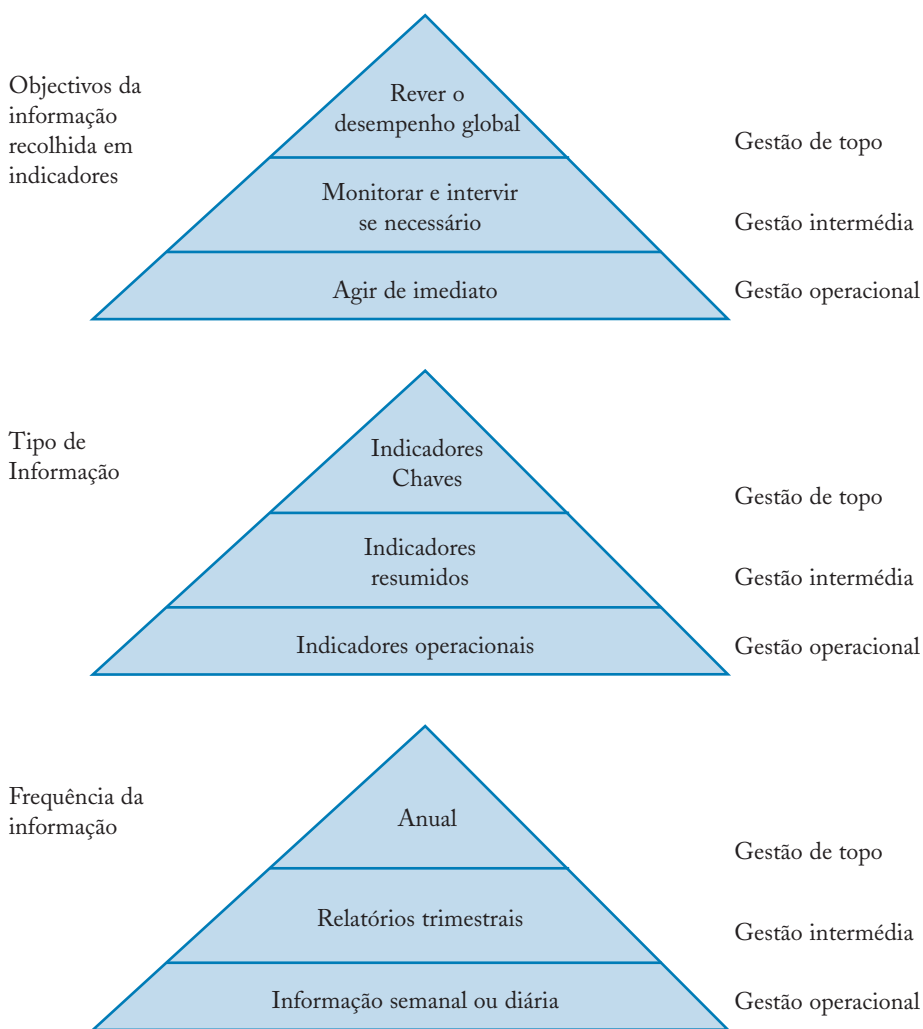 Objectivos da
informação
recolhida em
indicadores
Rever o
desempenho global
Gestão de topo
Monitorar e intervir
se necessário
Gestão intermédia
Agir de imediato
Gestão operacional
Tipo de
Informação
Indicadores
Chaves
Gestão de topo
Indicadores
resumidos
Gestão intermédia
Indicadores operacionais
Gestão operacional
Frequência da
informação
Anual
Gestão de topo
Relatórios trimestrais
Gestão intermédia
Informação semanal ou diária
Gestão operacional